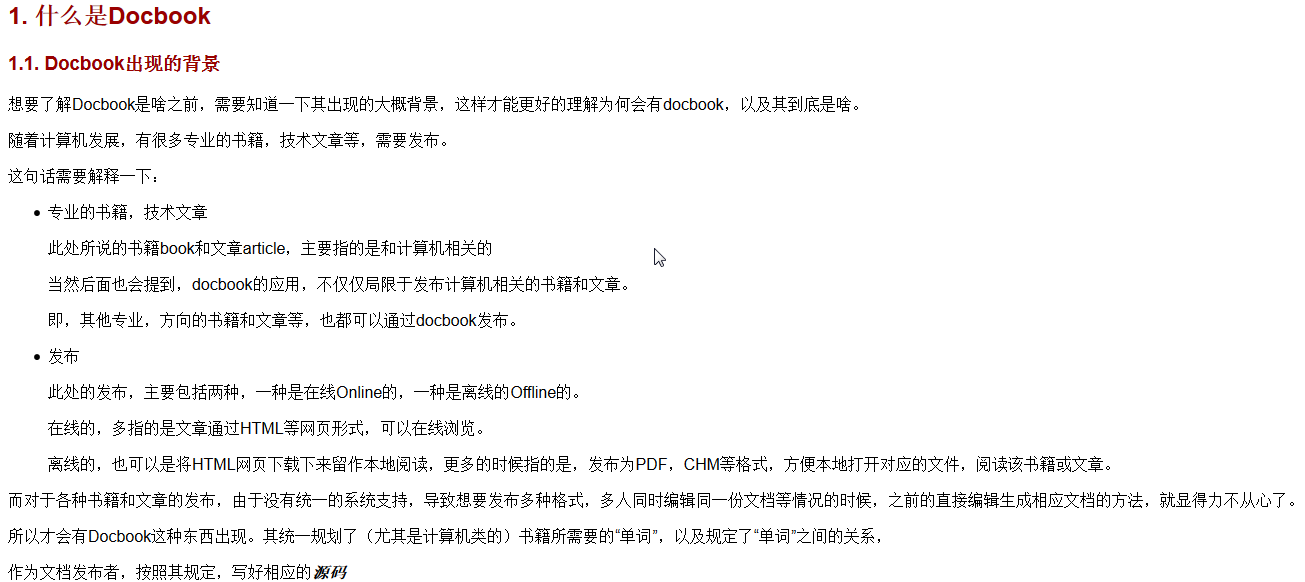 1. 什么是Docbook
1.1. Docbook出现的背景
想要了解Docbook是啥之前，需要知道一下其出现的大概背景，这样才能更好的理解为何会有docbook，以及其到底是啥。
随着计算机发展，有很多专业的书籍，技术文章等，需要发布。
这句话需要解释一下：
• 专业的书籍，技术文章
此处所说的书籍book和文章article，主要指的是和计算机相关的
当然后面也会提到，docbook的应用，不仅仅局限于发布计算机相关的书籍和文章。
即，其他专业，方向的书籍和文章等，也都可以通过docbook发布。
• 发布
此处的发布，主要包括两种，一种是在线Online的，一种是离线的Offline的。
在线的，多指的是文章通过HTML等网页形式，可以在线浏览。
离线的，也可以是将HTML网页下载下来留作本地阅读，更多的时候指的是，发布为PDF，CHM等格式，方便本地打开对应的文件，阅读该书籍或文章。
而对于各种书籍和文章的发布，由于没有统一的系统支持，导致想要发布多种格式，多人同时编辑同一份文档等情况的时候，之前的直接编辑生成相应文档的方法，就显得力不从心了。
所以才会有Docbook这种东西出现。其统一规划了（尤其是计算机类的）书籍所需要的“单词”，以及规定了“单词”之间的关系，
作为文档发布者，按照其规定，写好相应的源码